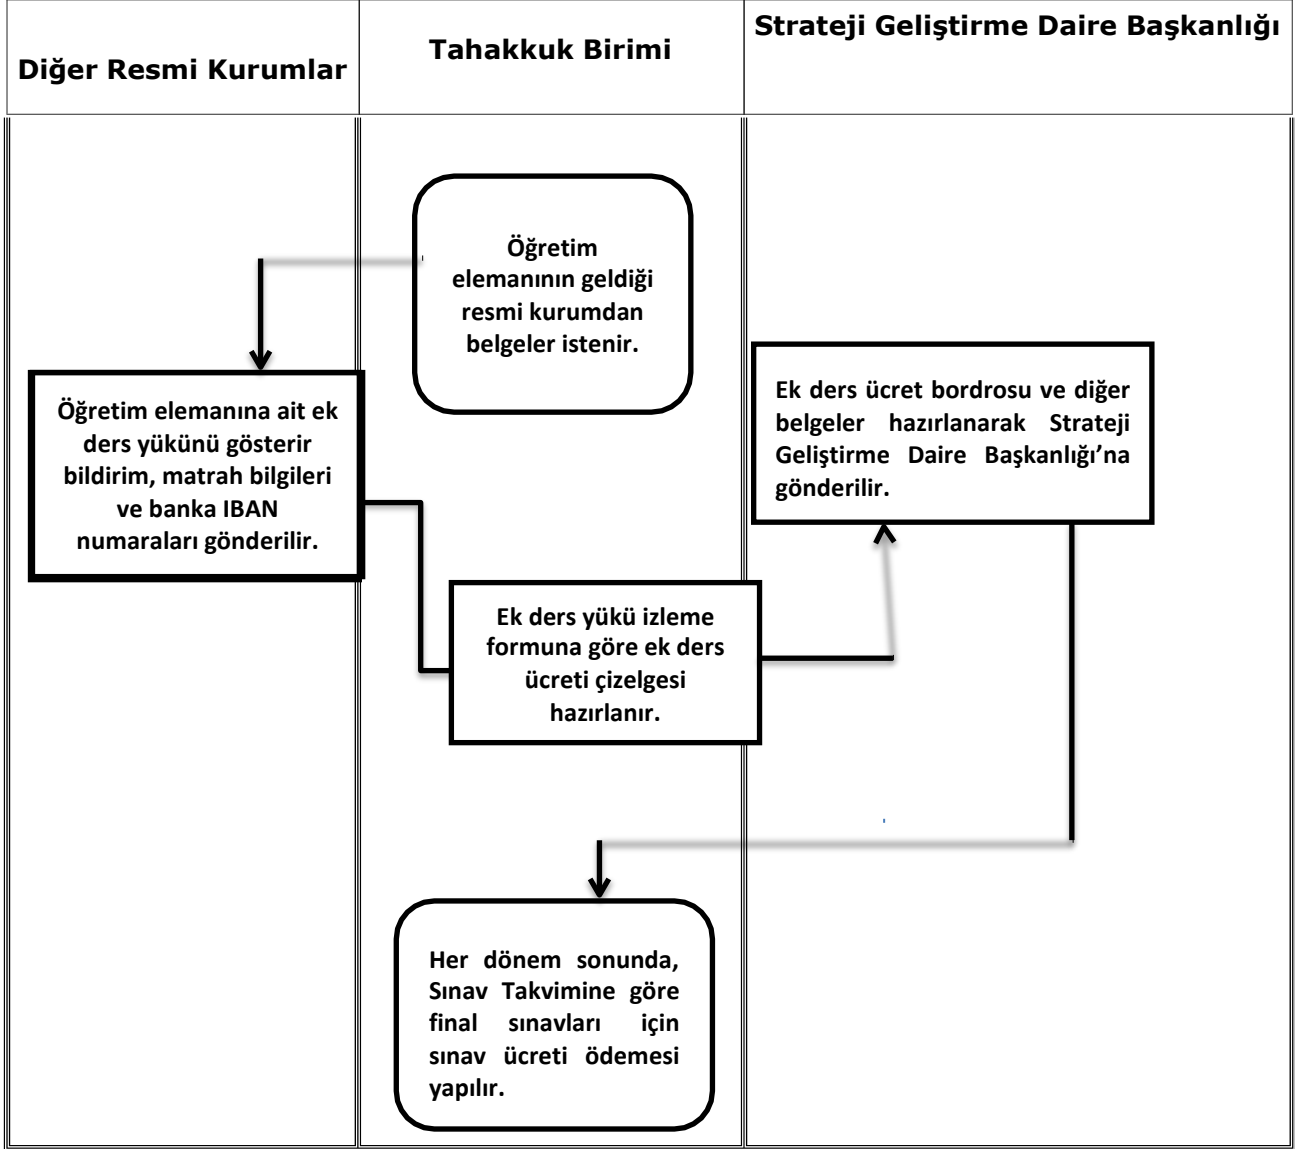 Diğer Resmi Kurumlar
Tahakkuk Birimi
Strateji Geliştirme Daire Başkanlığı
Öğretim
elemanının geldiği
resmi kurumdan
belgeler istenir.
Öğretim elemanına ait ek
ders yükünü gösterir
bildirim, matrah bilgileri
ve banka IBAN
numaraları gönderilir.
Ek ders yükü izleme
formuna göre ek ders
ücreti çizelgesi
hazırlanır.
Ek ders ücret bordrosu ve diğer
belgeler hazırlanarak Strateji
Geliştirme Daire Başkanlığı’na
gönderilir.
Her dönem sonunda,
Sınav Takvimine göre
final sınavları için
sınav ücreti ödemesi
yapılır.